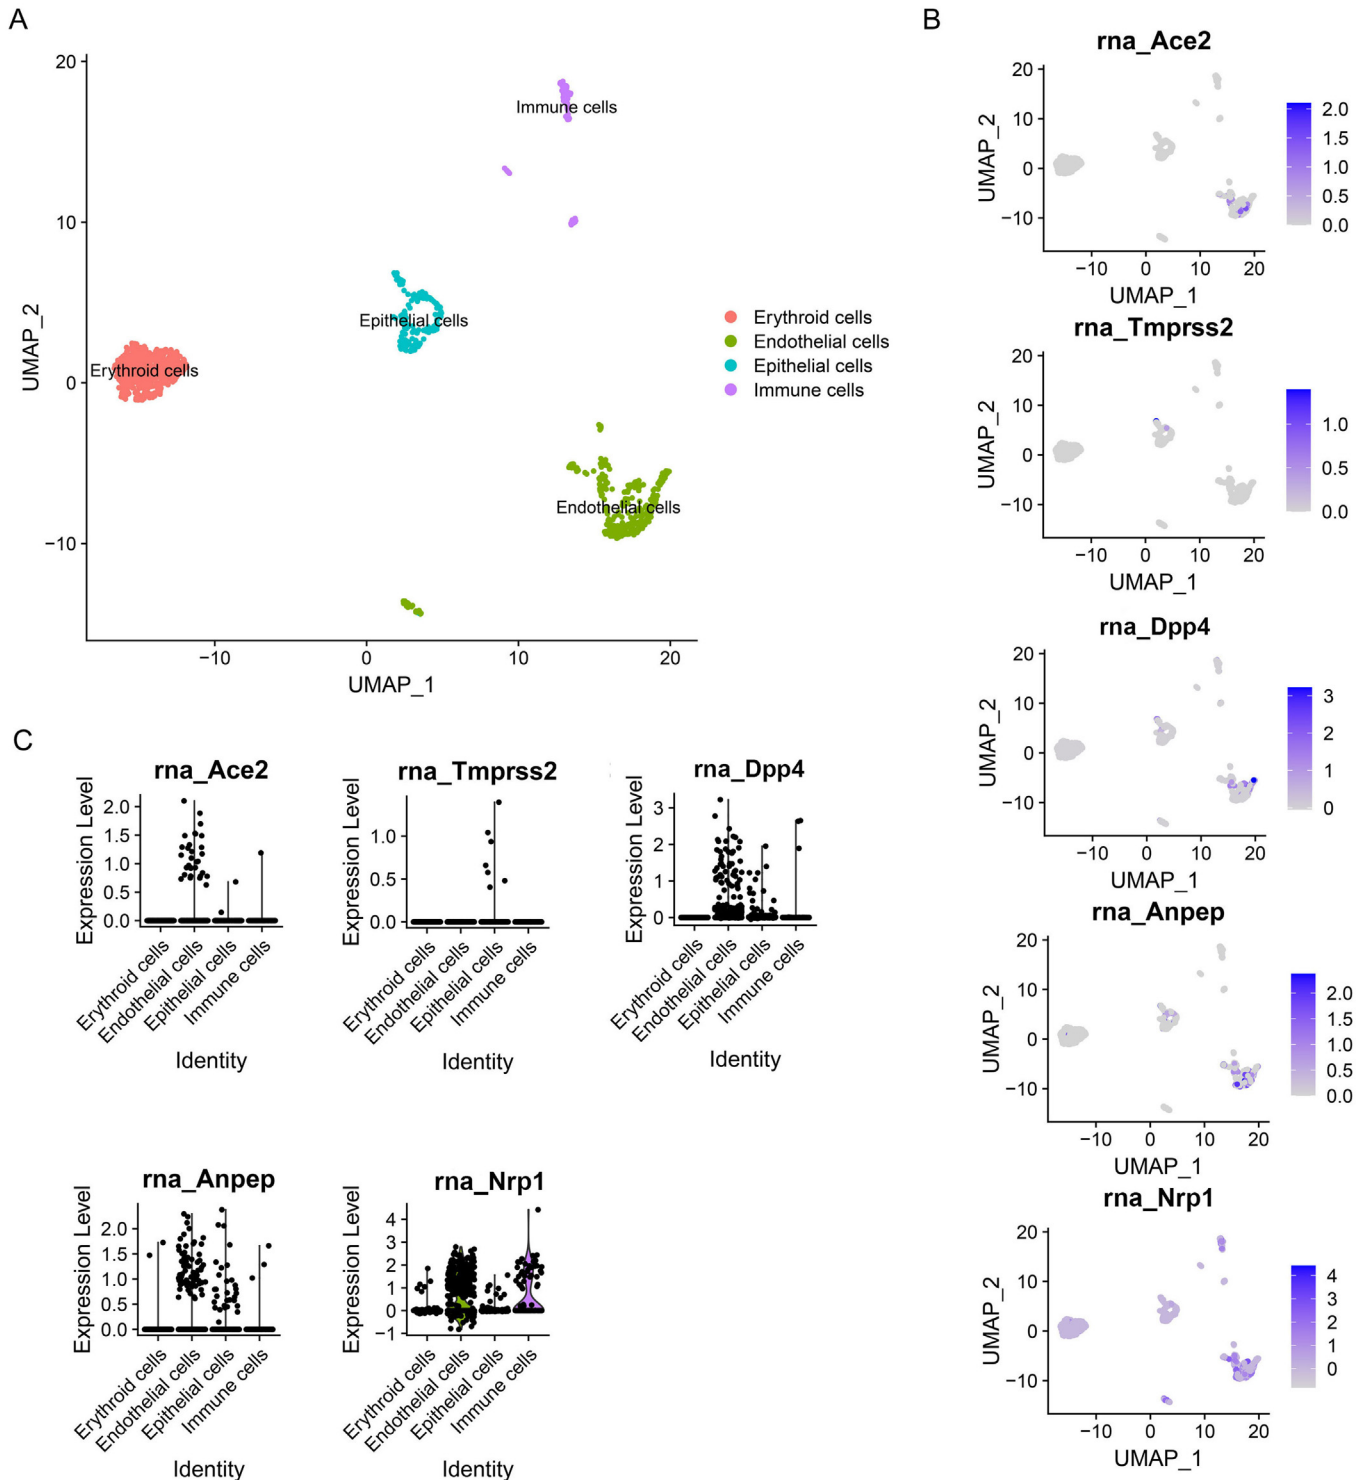 A
20
10
0
−10
UMAP_2
−10
0
10
20
UMAP_1
Immune cells
Epithelial cells
Erythroid cells
Endothelial cells
Erythroid cells
Endothelial cells
Epithelial cells
Immune cells
B
rna_Ace2
20
10
0
−10
UMAP_2
−10
0
10
20
UMAP_1
2.0
1.5
1.0
0.5
0.0
rna_Tmprss2
20
10
0
−10
UMAP_2
−10
0
10
20
UMAP_1
1.0
0.5
0.0
rna_Dpp4
20
10
0
−10
UMAP_2
−10
0
10
20
UMAP_1
3
2
1
0
rna_Anpep
20
10
0
−10
UMAP_2
−10
0
10
20
UMAP_1
2.0
1.5
1.0
0.5
0.0
rna_Nrp1
20
10
0
−10
UMAP_2
−10
0
10
20
UMAP_1
4
3
2
1
0
C
rna_Ace2
Expression Level
2.0
1.5
1.0
0.5
0.0
Erythroid cells
Endothelial cells
Epithelial cells
Immune cells
Identity
rna_Tmprss2
Expression Level
1.0
0.5
0.0
Erythroid cells
Endothelial cells
Epithelial cells
Immune cells
Identity
rna_Dpp4
Expression Level
3
2
1
0
Erythroid cells
Endothelial cells
Epithelial cells
Immune cells
Identity
rna_Anpep
Expression Level
2.0
1.5
1.0
0.5
0.0
Erythroid cells
Endothelial cells
Epithelial cells
Immune cells
Identity
rna_Nrp1
Expression Level
4
3
2
1
0
−1
Erythroid cells
Endothelial cells
Epithelial cells
Immune cells
Identity